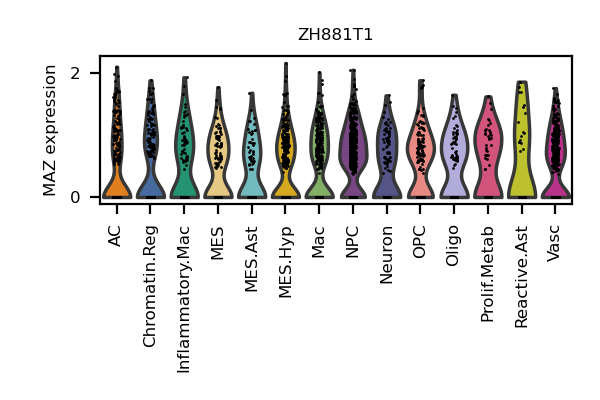 ZH881T1
MAZ expression
2
0
AC
Chromatin.Reg
Inflammatory.Mac
MES
MES.Ast
MES.Hyp
Mac
NPC
Neuron
OPC
Oligo
Prolif.Metab
Reactive.Ast
Vasc